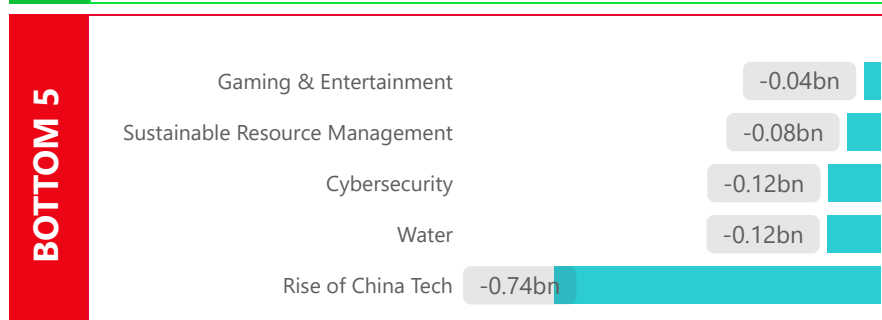 BOTTOM 5
Gaming & Entertainment -0.04bn
Sustainable Resource Management -0.08bn
Cybersecurity -0.12bn
Water -0.12bn
Rise of China Tech -0.74bn